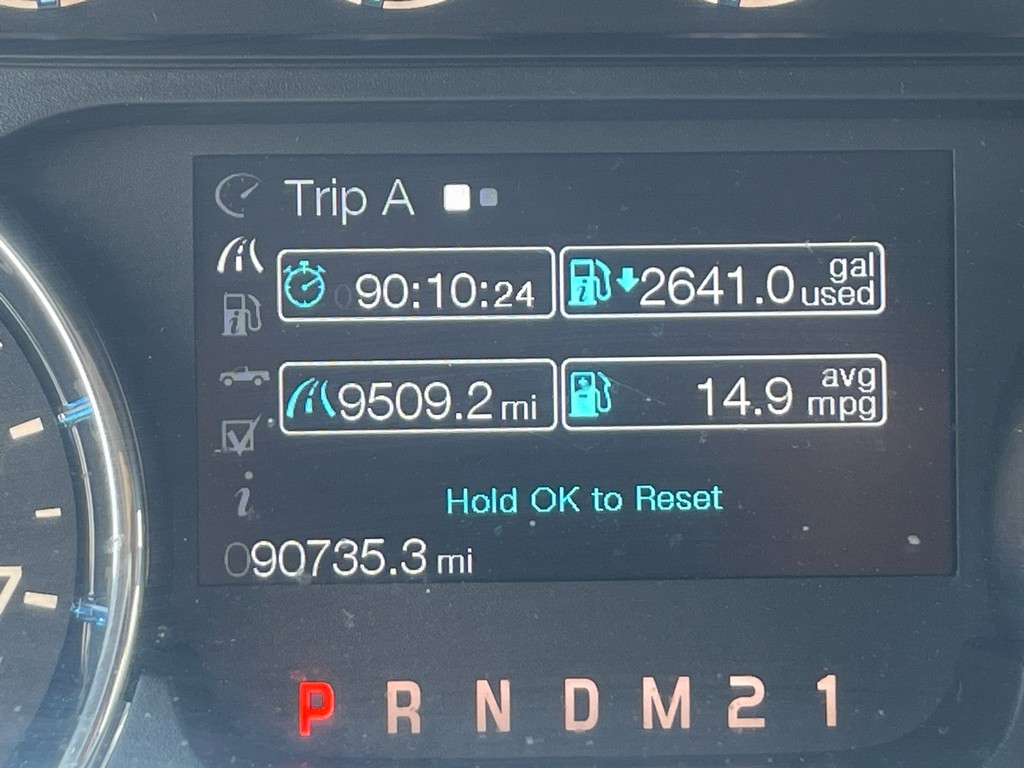 Trip A
090:10:24
2641.0 gal used
9509.2 mi
14.9 avg mpg
Hold OK to Reset
090735.3 mi
P R N D M 2 1